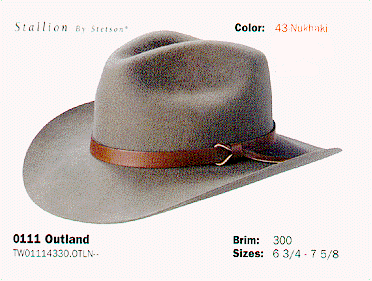 Stallion By Stetson®
Color: 43 Nukhaki
0111 Outland
TW01114330.OTLN--
Brim: 300
Sizes: 6 3/4 - 7 5/8